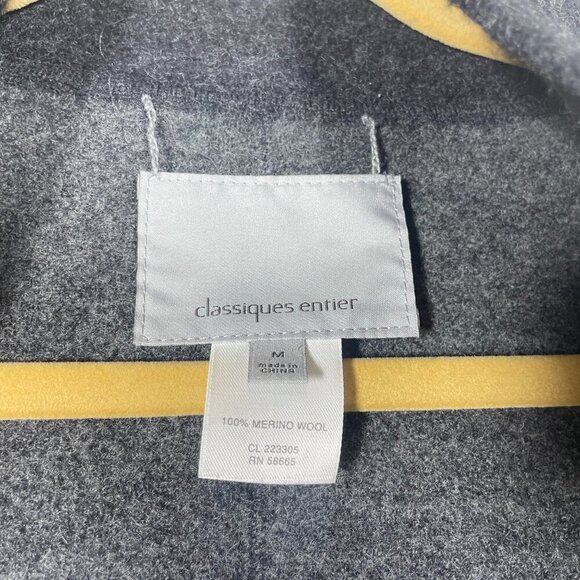 classiques entier
M
made in
CHINA
100% MERINO WOOL
CL 223305
RN 58665